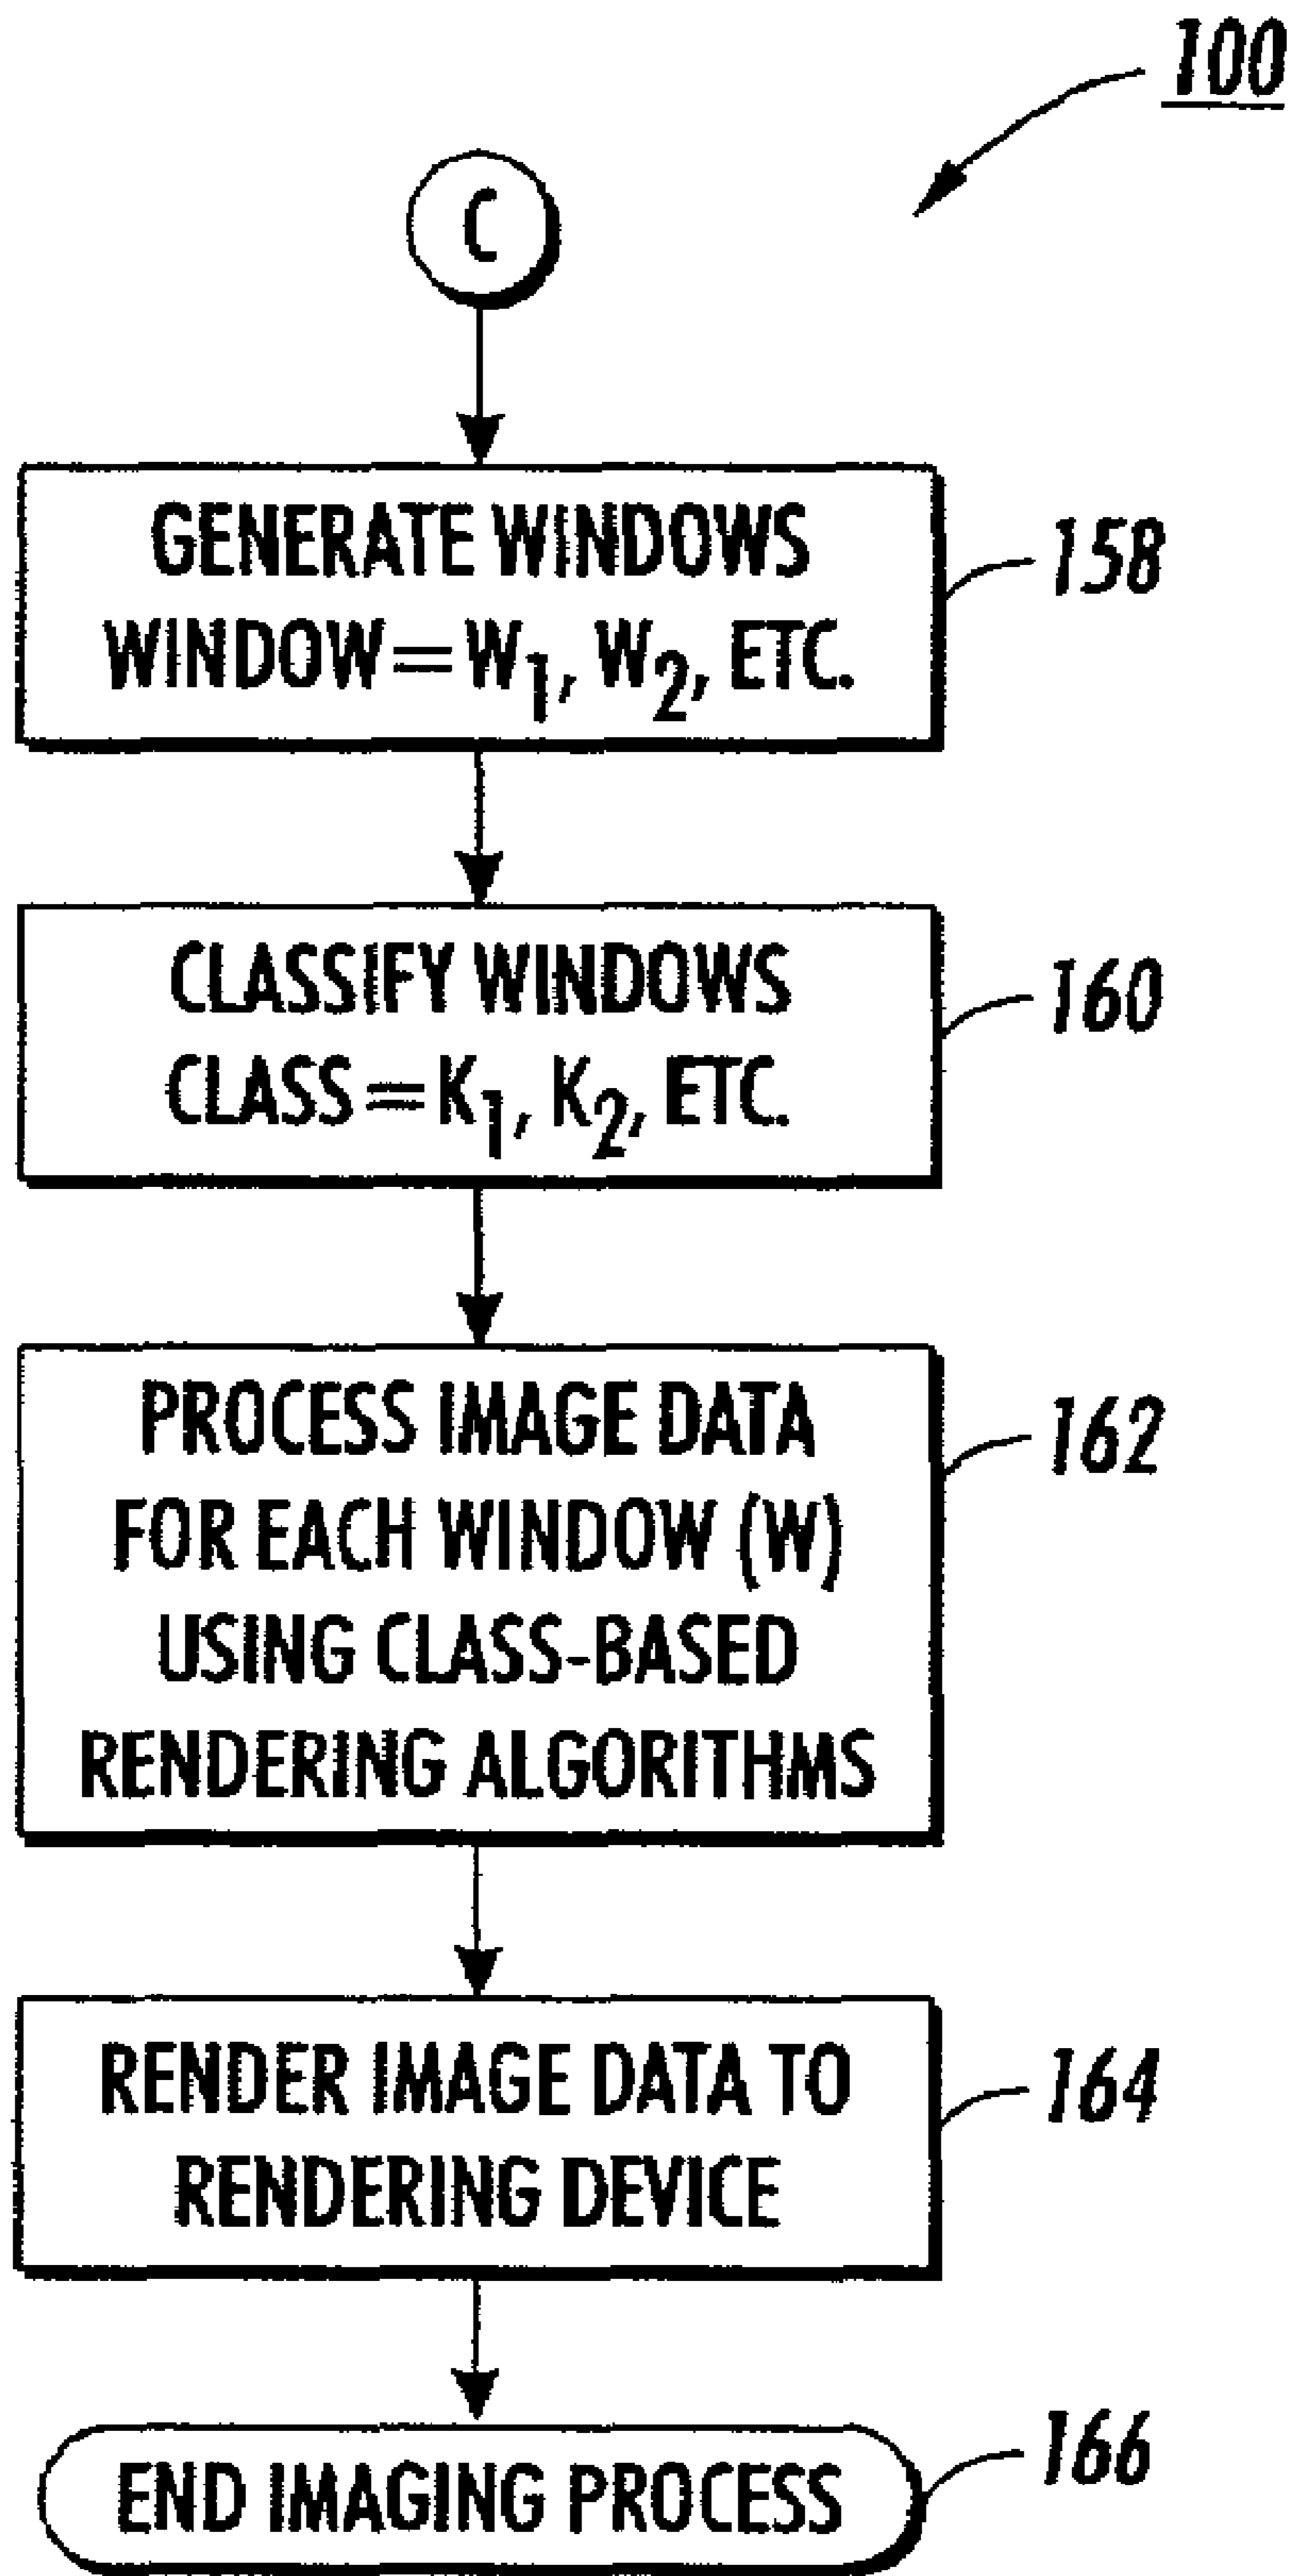 100
C
GENERATE WINDOWS
WINDOW=W1, W2, ETC.
158
CLASSIFY WINDOWS
CLASS=K1, K2, ETC.
160
PROCESS IMAGE DATA
FOR EACH WINDOW (W)
USING CLASS-BASED
RENDERING ALGORITHMS
162
RENDER IMAGE DATA TO
RENDERING DEVICE
164
END IMAGING PROCESS
166